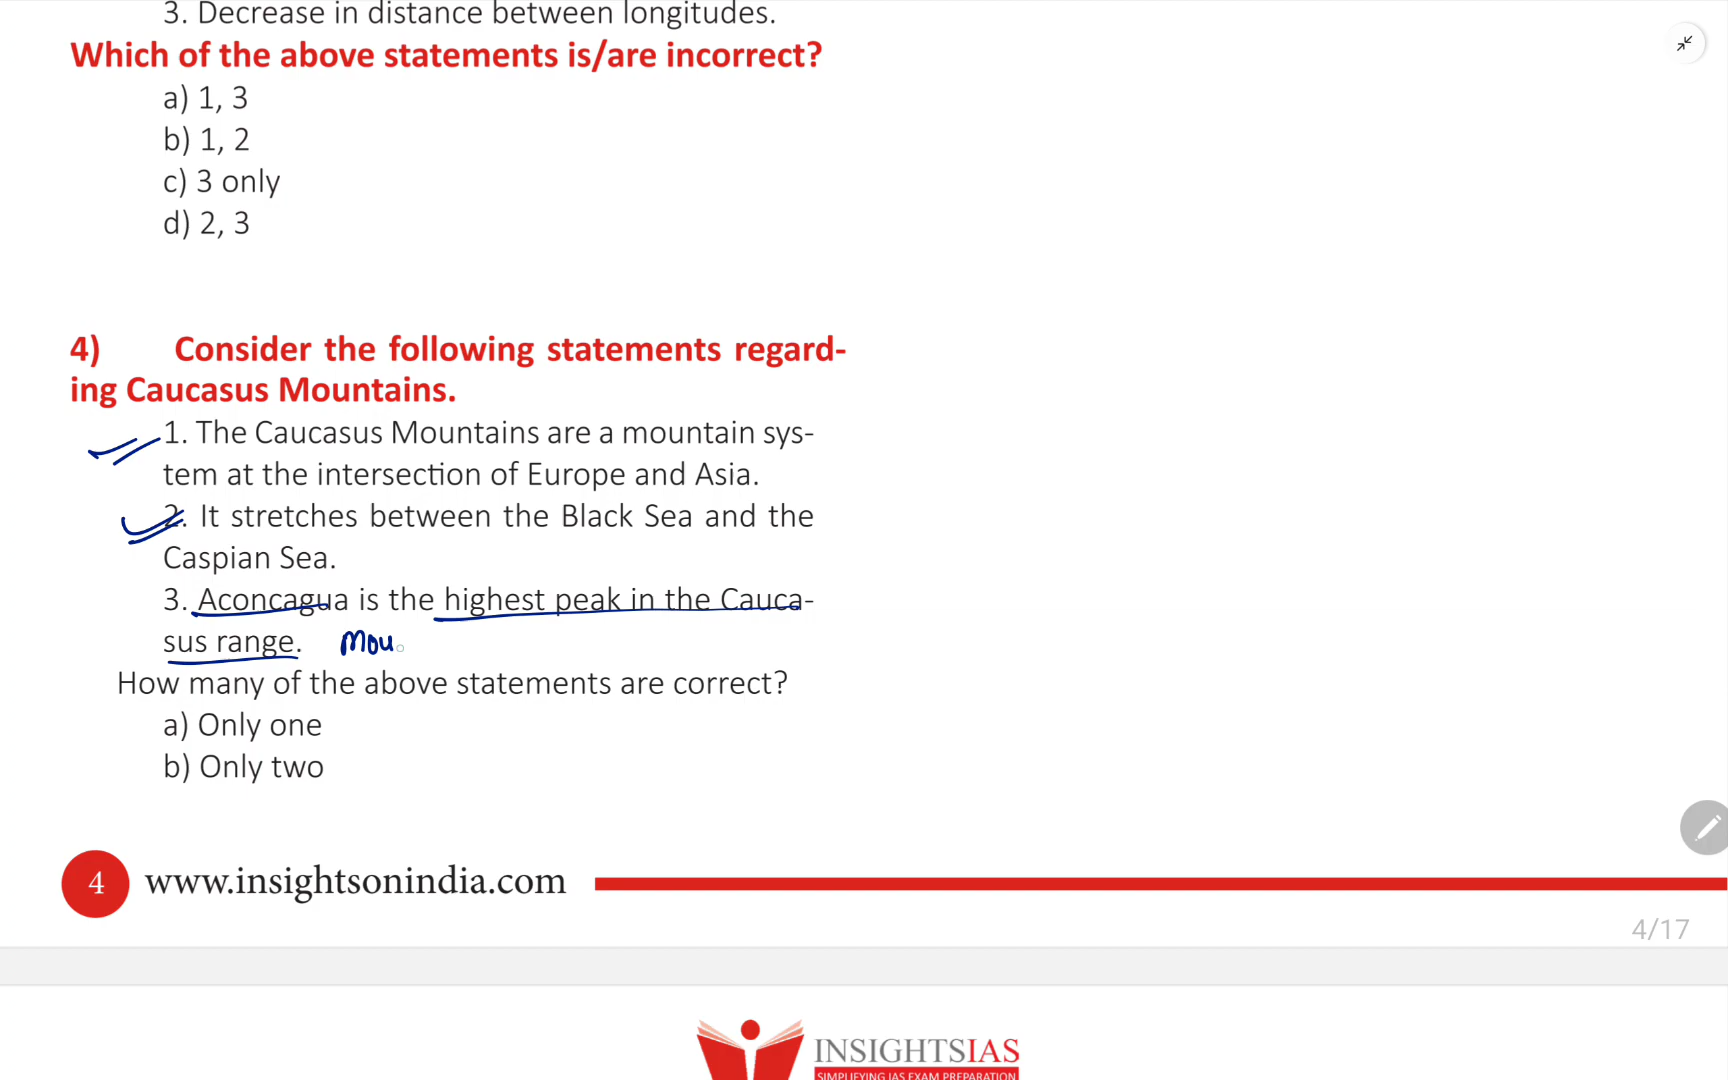 3. Decrease in distance between longitudes.
Which of the above statements is/are incorrect?
a) 1, 3
b) 1, 2
c) 3 only
d) 2, 3
4) Consider the following statements regard-
ing Caucasus Mountains.
1. The Caucasus Mountains are a mountain sys-
tem at the intersection of Europe and Asia.
2. It stretches between the Black Sea and the
Caspian Sea.
3. Aconcagua is the highest peak in the Cauca-
sus range. Mou
How many of the above statements are correct?
a) Only one
b) Only two
4 www.insightsonindia.com
4/17
INSIGHTSIAS
SIMPLIFYING IAS EXAM PREPARATION